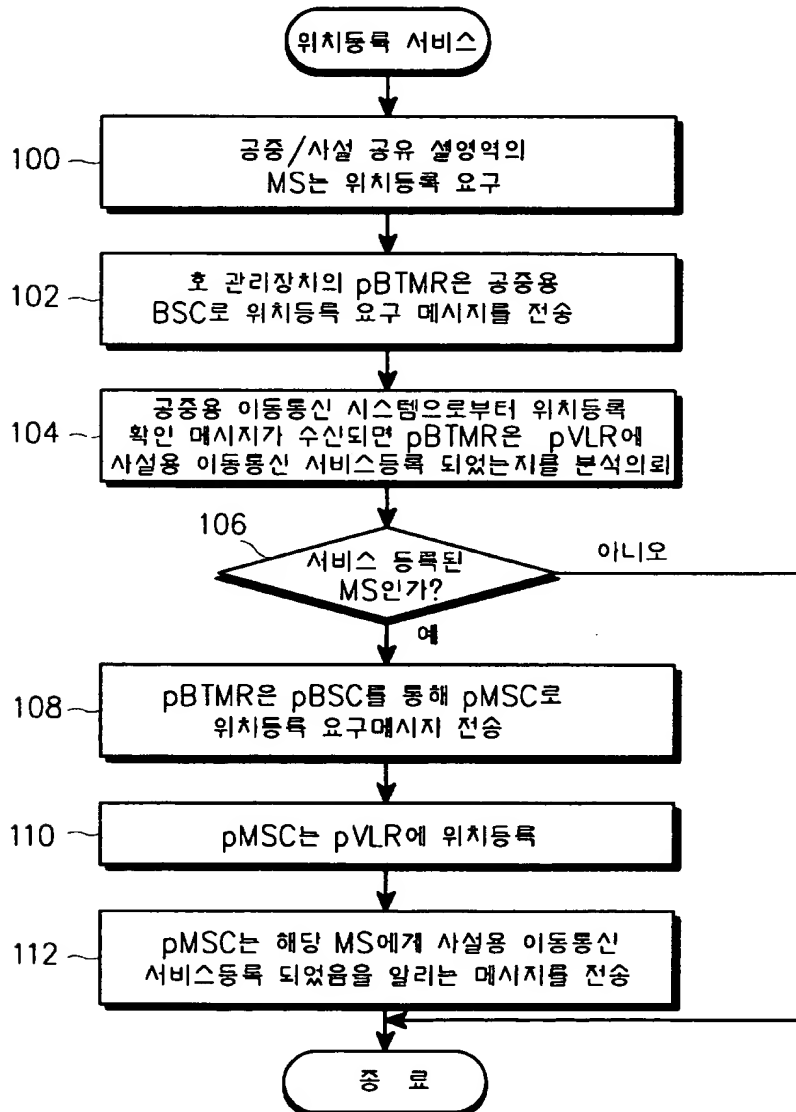 위치등록 서비스
100
공중/사설 공유 셀영역의
MS는 위치등록 요구
102
호 관리장치의 pBTMR은 공중용
BSC로 위치등록 요구 메시지를 전송
104
공중용 이동통신 시스템으로부터 위치등록
확인 메시지가 수신되면 pBTMR은 pVLR에
사설용 이동통신 서비스등록 되었는지를 분석의뢰
106
서비스 등록된
MS인가?
아니오
예
108
pBTMR은 pBSC를 통해 pMSC로
위치등록 요구메시지 전송
110
pMSC는 pVLR에 위치등록
112
pMSC는 해당 MS에게 사설용 이동통신
서비스등록 되었음을 알리는 메시지를 전송
종 료